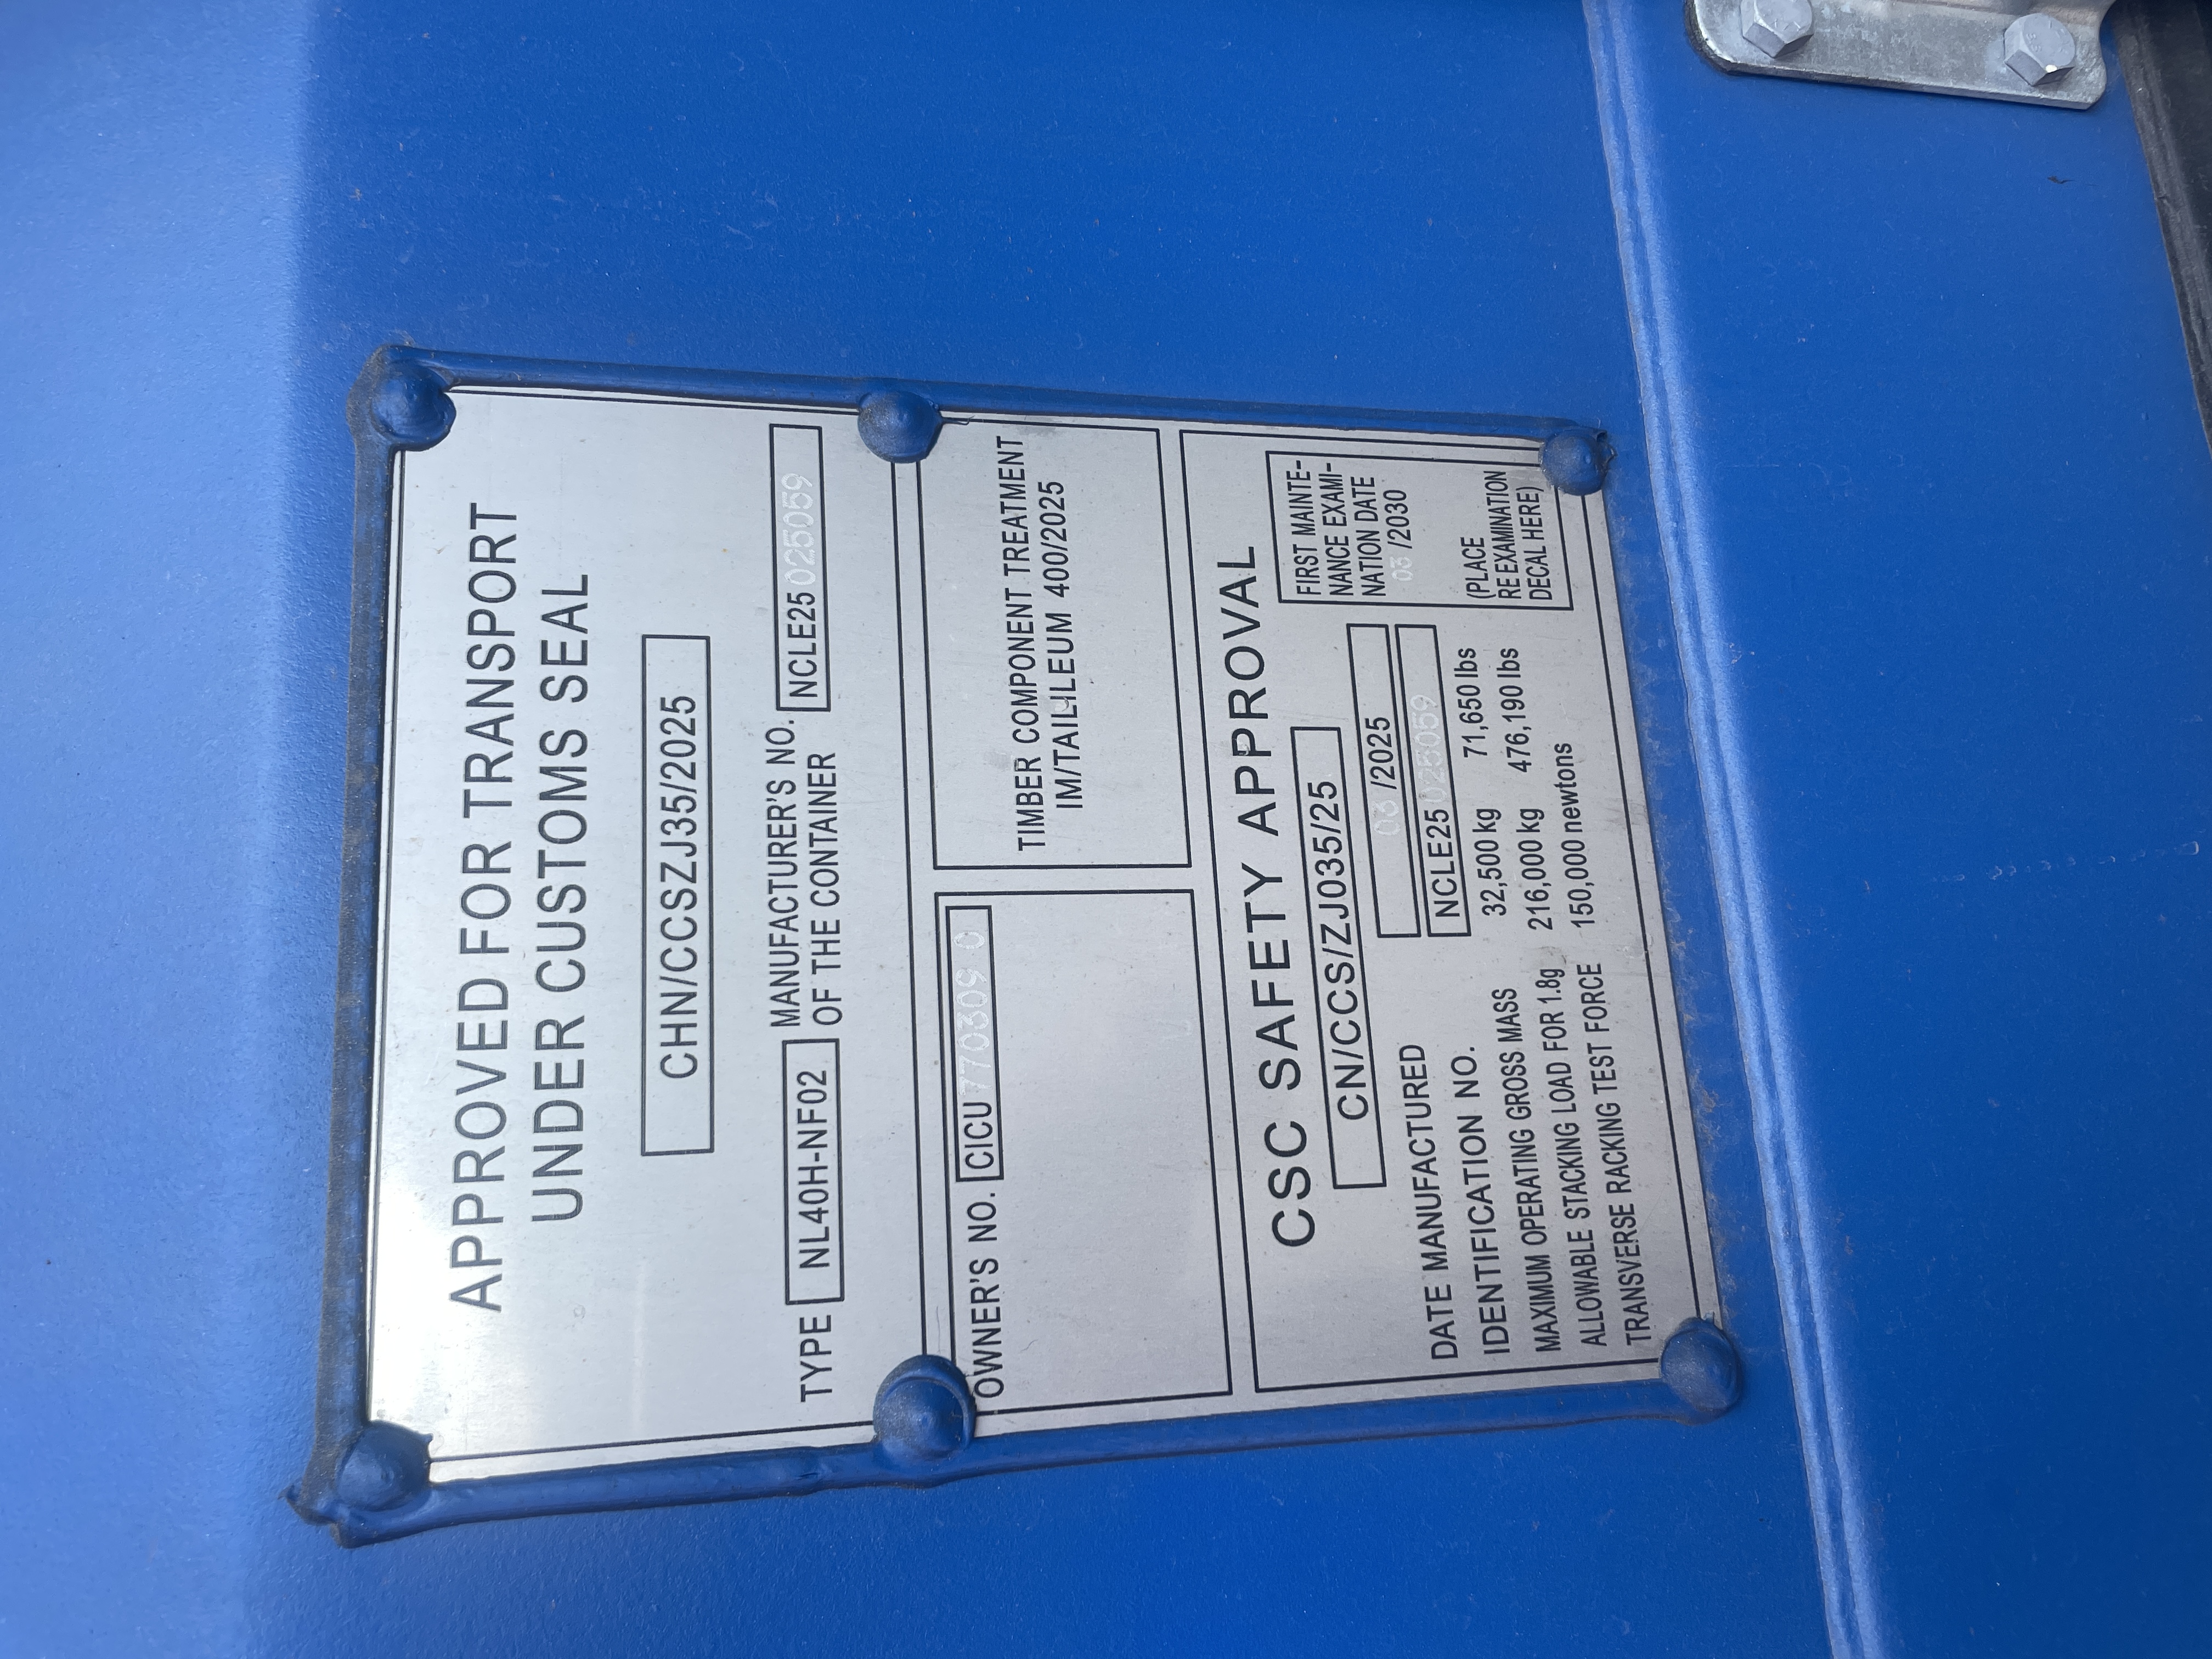 APPROVED FOR TRANSPORT
UNDER CUSTOMS SEAL
CHN/CCSZJ35/2025
TYPE NL40H-NF02 MANUFACTURER'S NO. OF THE CONTAINER NCLE25 025059
OWNER'S NO. CICU 770309 0
TIMBER COMPONENT TREATMENT
IM/TAILILEUM 400/2025
CSC SAFETY APPROVAL
CN/CCS/ZJ035/25
DATE MANUFACTURED 03 /2025
IDENTIFICATION NO. NCLE25 025059
MAXIMUM OPERATING GROSS MASS 32,500 kg 71,650 lbs
ALLOWABLE STACKING LOAD FOR 1.8g 216,000 kg 476,190 lbs
TRANSVERSE RACKING TEST FORCE 150,000 newtons
FIRST MAINTE-
NANCE EXAMI-
NATION DATE
03 /2030
(PLACE
RE EXAMINATION
DECAL HERE)